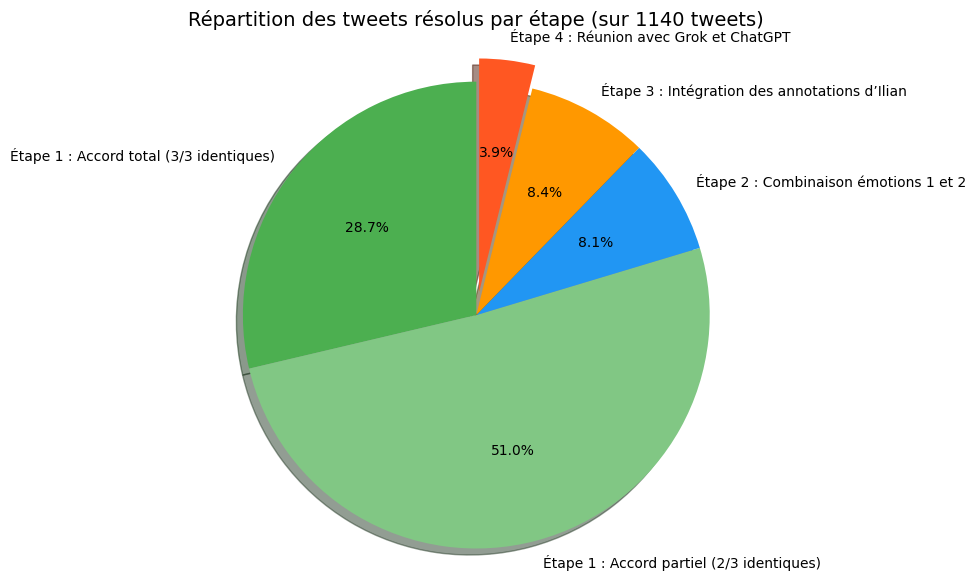 Répartition des tweets résolus par étape (sur 1140 tweets)
Étape 4 : Réunion avec Grok et ChatGPT
Étape 3 : Intégration des annotations d’Ilian
Étape 1 : Accord total (3/3 identiques)
3.9%
Étape 2 : Combinaison émotions 1 et 2
8.4%
28.7%
8.1%
51.0%
Étape 1 : Accord partiel (2/3 identiques)